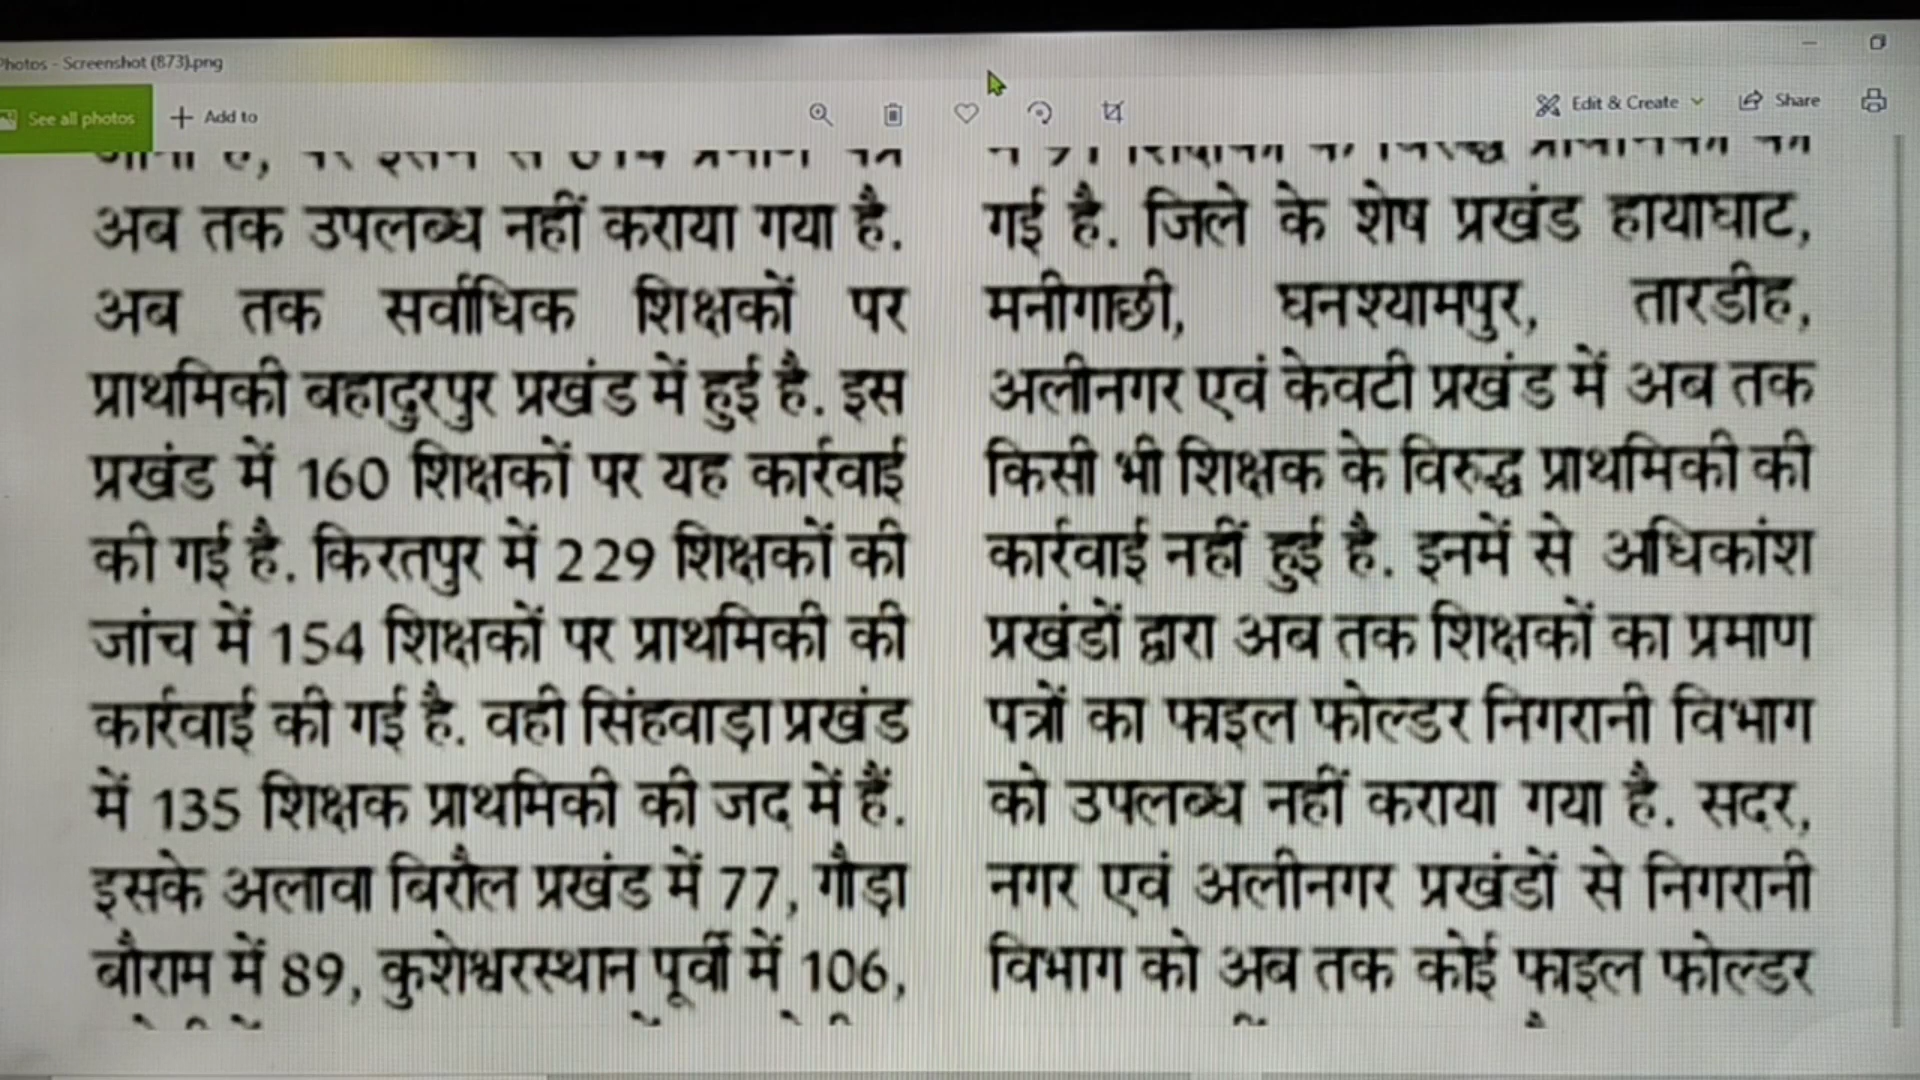 Photos - Screenshot (873).png
See all photos
Add to
Edit & Create
Share
अब तक उपलब्ध नहीं कराया गया है.
अब तक सर्वाधिक शिक्षकों पर
प्राथमिकी बहादुरपुर प्रखंड में हुई है. इस
प्रखंड में 160 शिक्षकों पर यह कार्रवाई
की गई है. किरतपुर में 229 शिक्षकों की
जांच में 154 शिक्षकों पर प्राथमिकी की
कार्रवाई की गई है. वही सिंहवाड़ा प्रखंड
में 135 शिक्षक प्राथमिकी की जद में हैं.
इसके अलावा बिरौल प्रखंड में 77, गौड़ा
बौराम में 89, कुशेश्वरस्थान पूर्वी में 106,
गई है. जिले के शेष प्रखंड हायाघाट,
मनीगाछी, घनश्यामपुर, तारडीह,
अलीनगर एवं केवटी प्रखंड में अब तक
किसी भी शिक्षक के विरुद्ध प्राथमिकी की
कार्रवाई नहीं हुई है. इनमें से अधिकांश
प्रखंडों द्वारा अब तक शिक्षकों का प्रमाण
पत्रों का फाइल फोल्डर निगरानी विभाग
को उपलब्ध नहीं कराया गया है. सदर,
नगर एवं अलीनगर प्रखंडों से निगरानी
विभाग को अब तक कोई फाइल फोल्डर